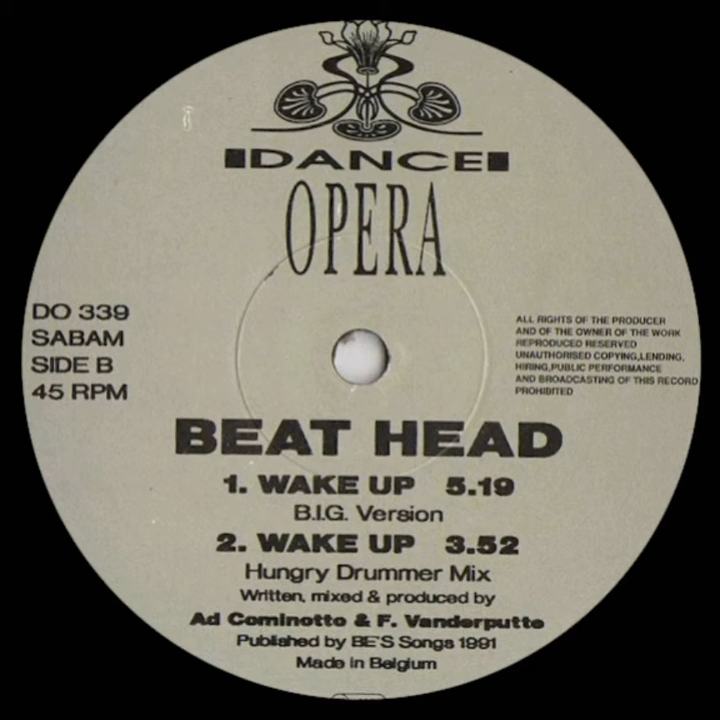 DANCE
OPERA
DO 339
SABAM
SIDE B
45 RPM
ALL RIGHTS OF THE PRODUCER
AND OF THE OWNER OF THE WORK
REPRODUCED RESERVED
UNAUTHORISED COPYING,LENDING,
HIRING,PUBLIC PERFORMANCE
AND BROADCASTING OF THIS RECORD
PROHIBITED
BEAT HEAD
1. WAKE UP 5.19
B.I.G. Version
2. WAKE UP 3.52
Hungry Drummer Mix
Written, mixed & produced by
Ad Cominotto & F. Vanderputte
Published by BE'S Songs 1991
Made in Belgium